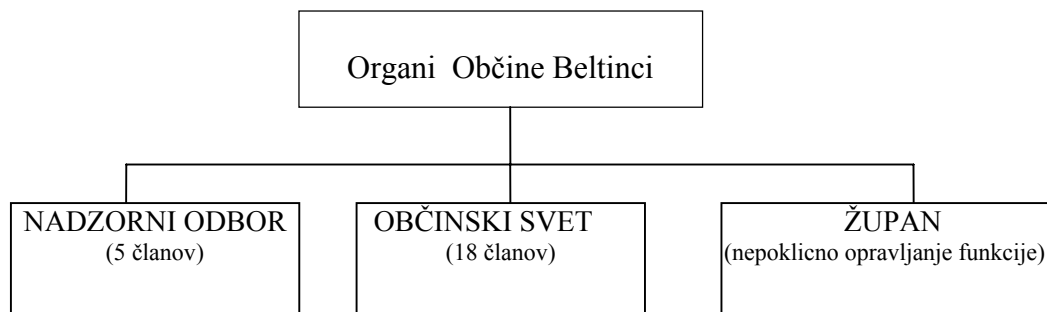 Organi Občine Beltinci
NADZORNI ODBOR
(5 članov)
OBČINSKI SVET
(18 članov)
ŽUPAN
(nepoklicno opravljanje funkcije)